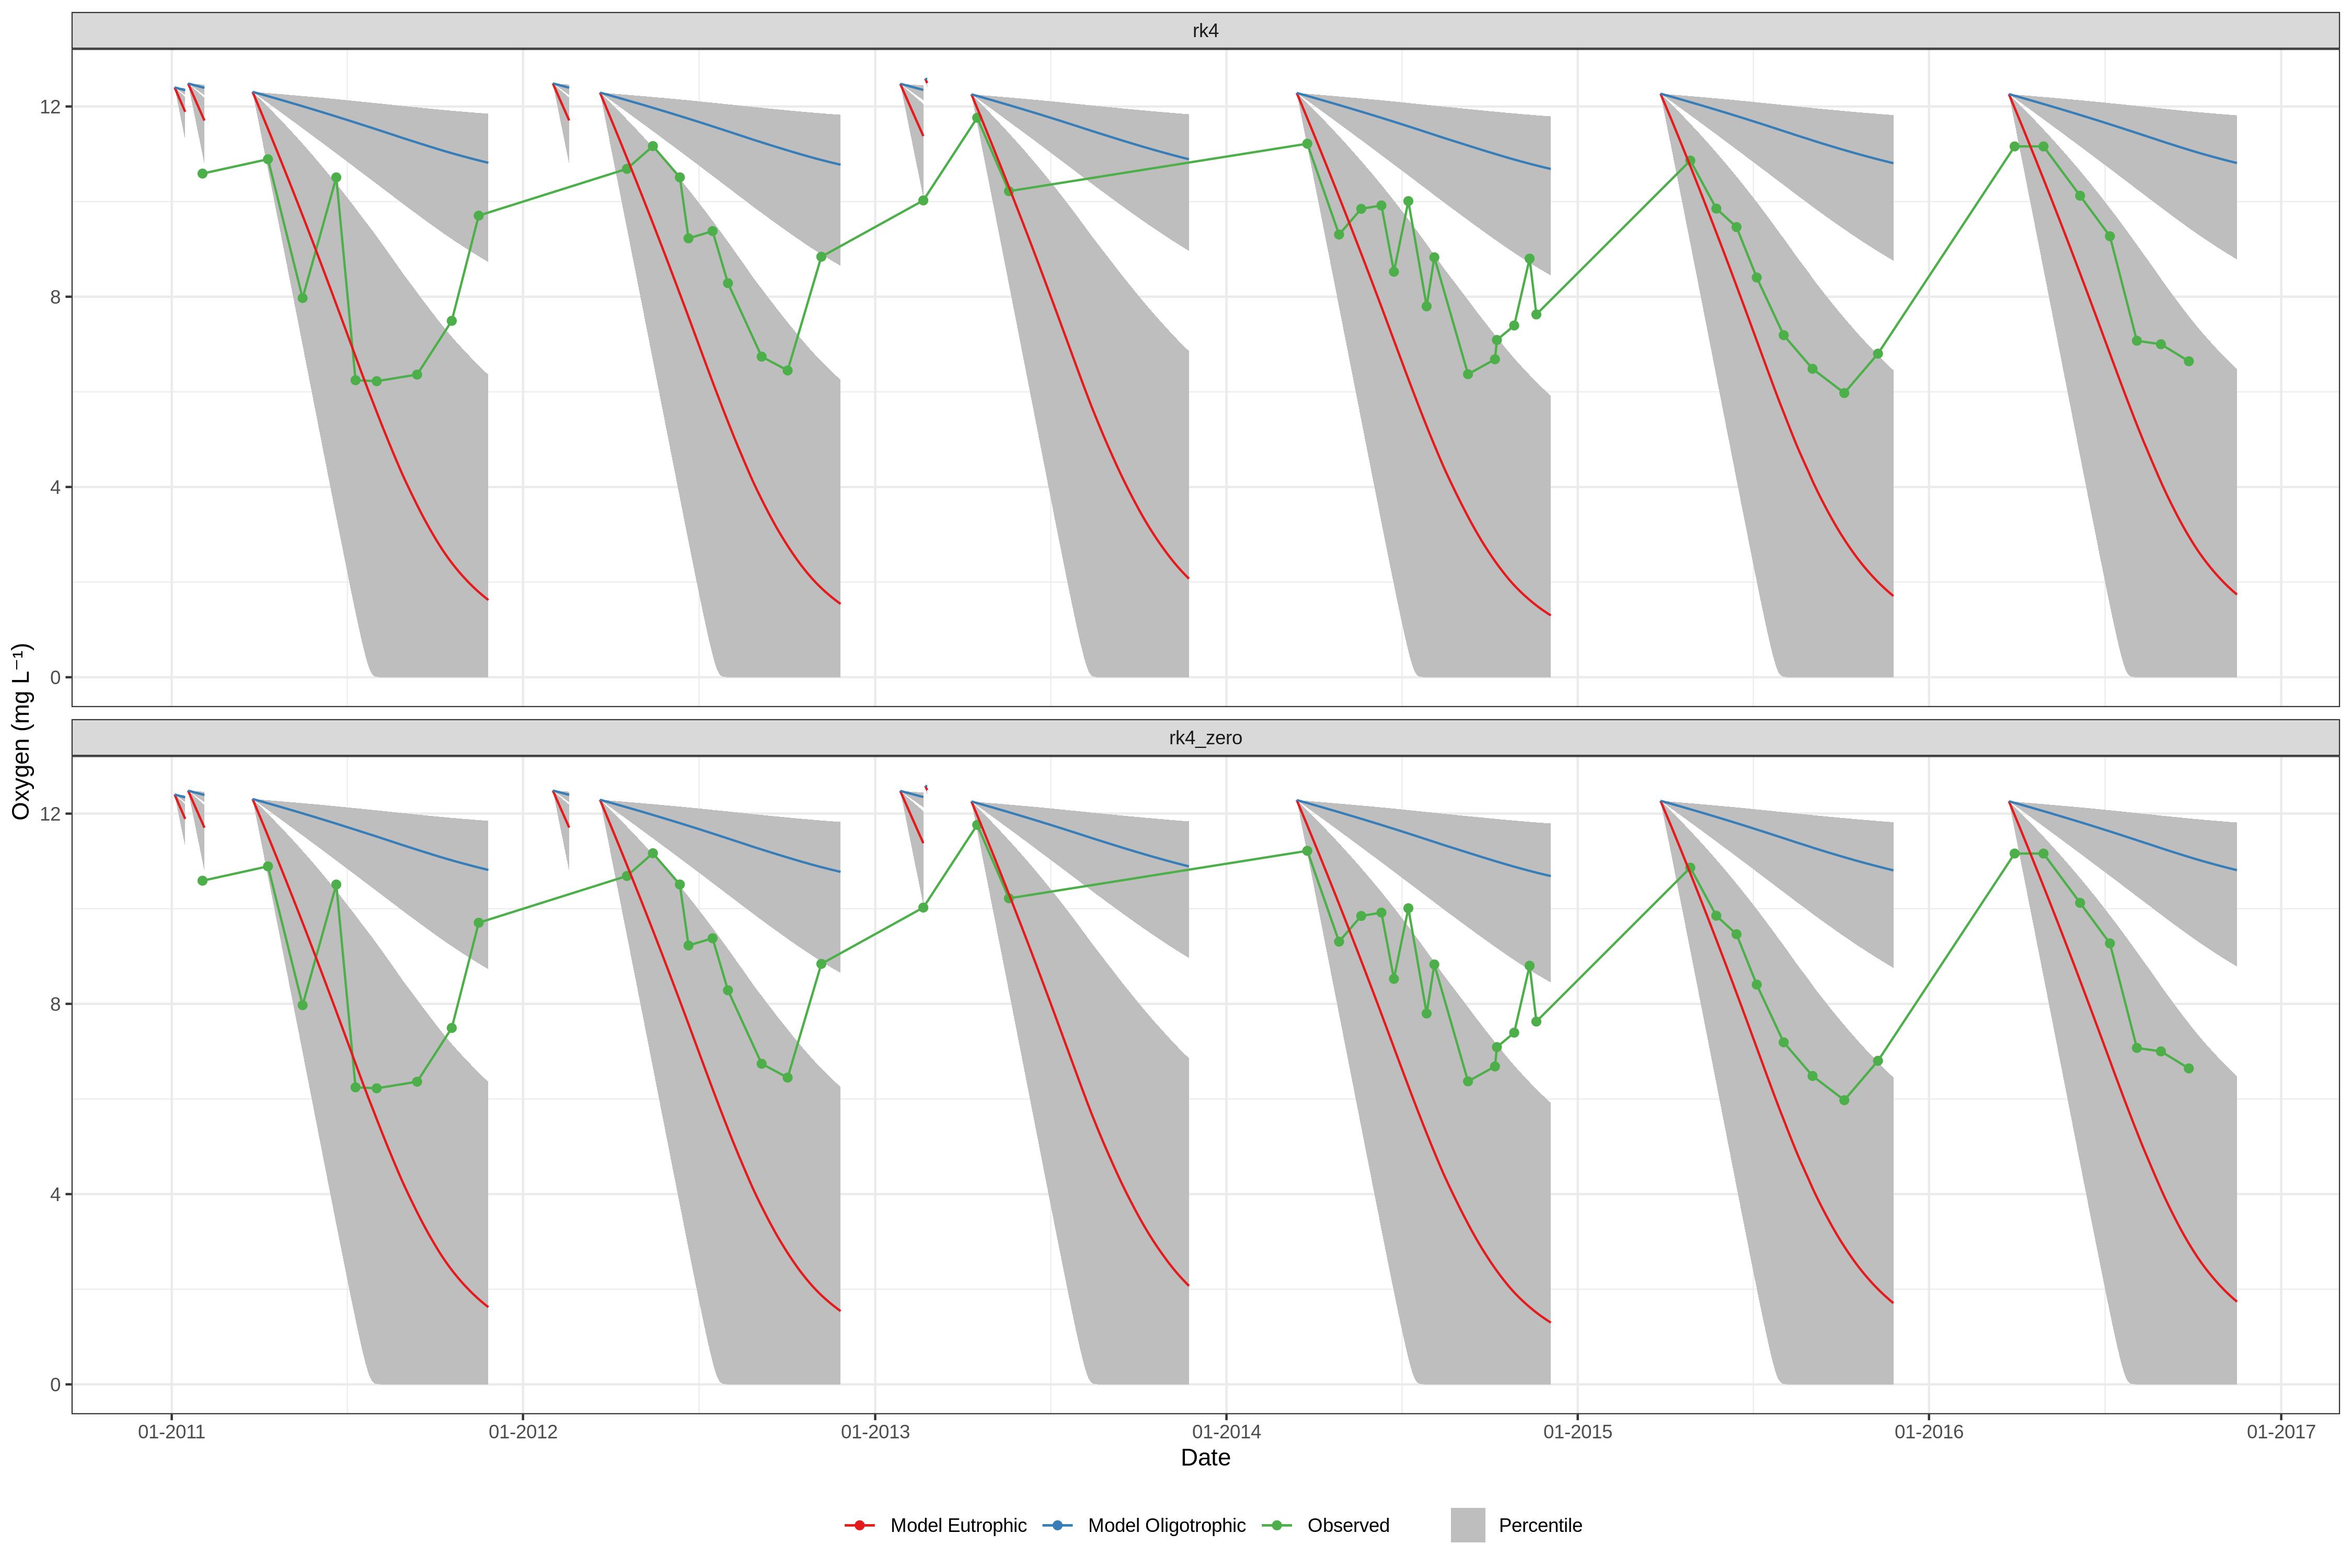 rk4
12
8
4
0
rk4_zero
12
8
4
0
Oxygen (mg L⁻¹)
01-2011 01-2012 01-2013 01-2014 01-2015 01-2016 01-2017
Date
Model Eutrophic Model Oligotrophic Observed Percentile